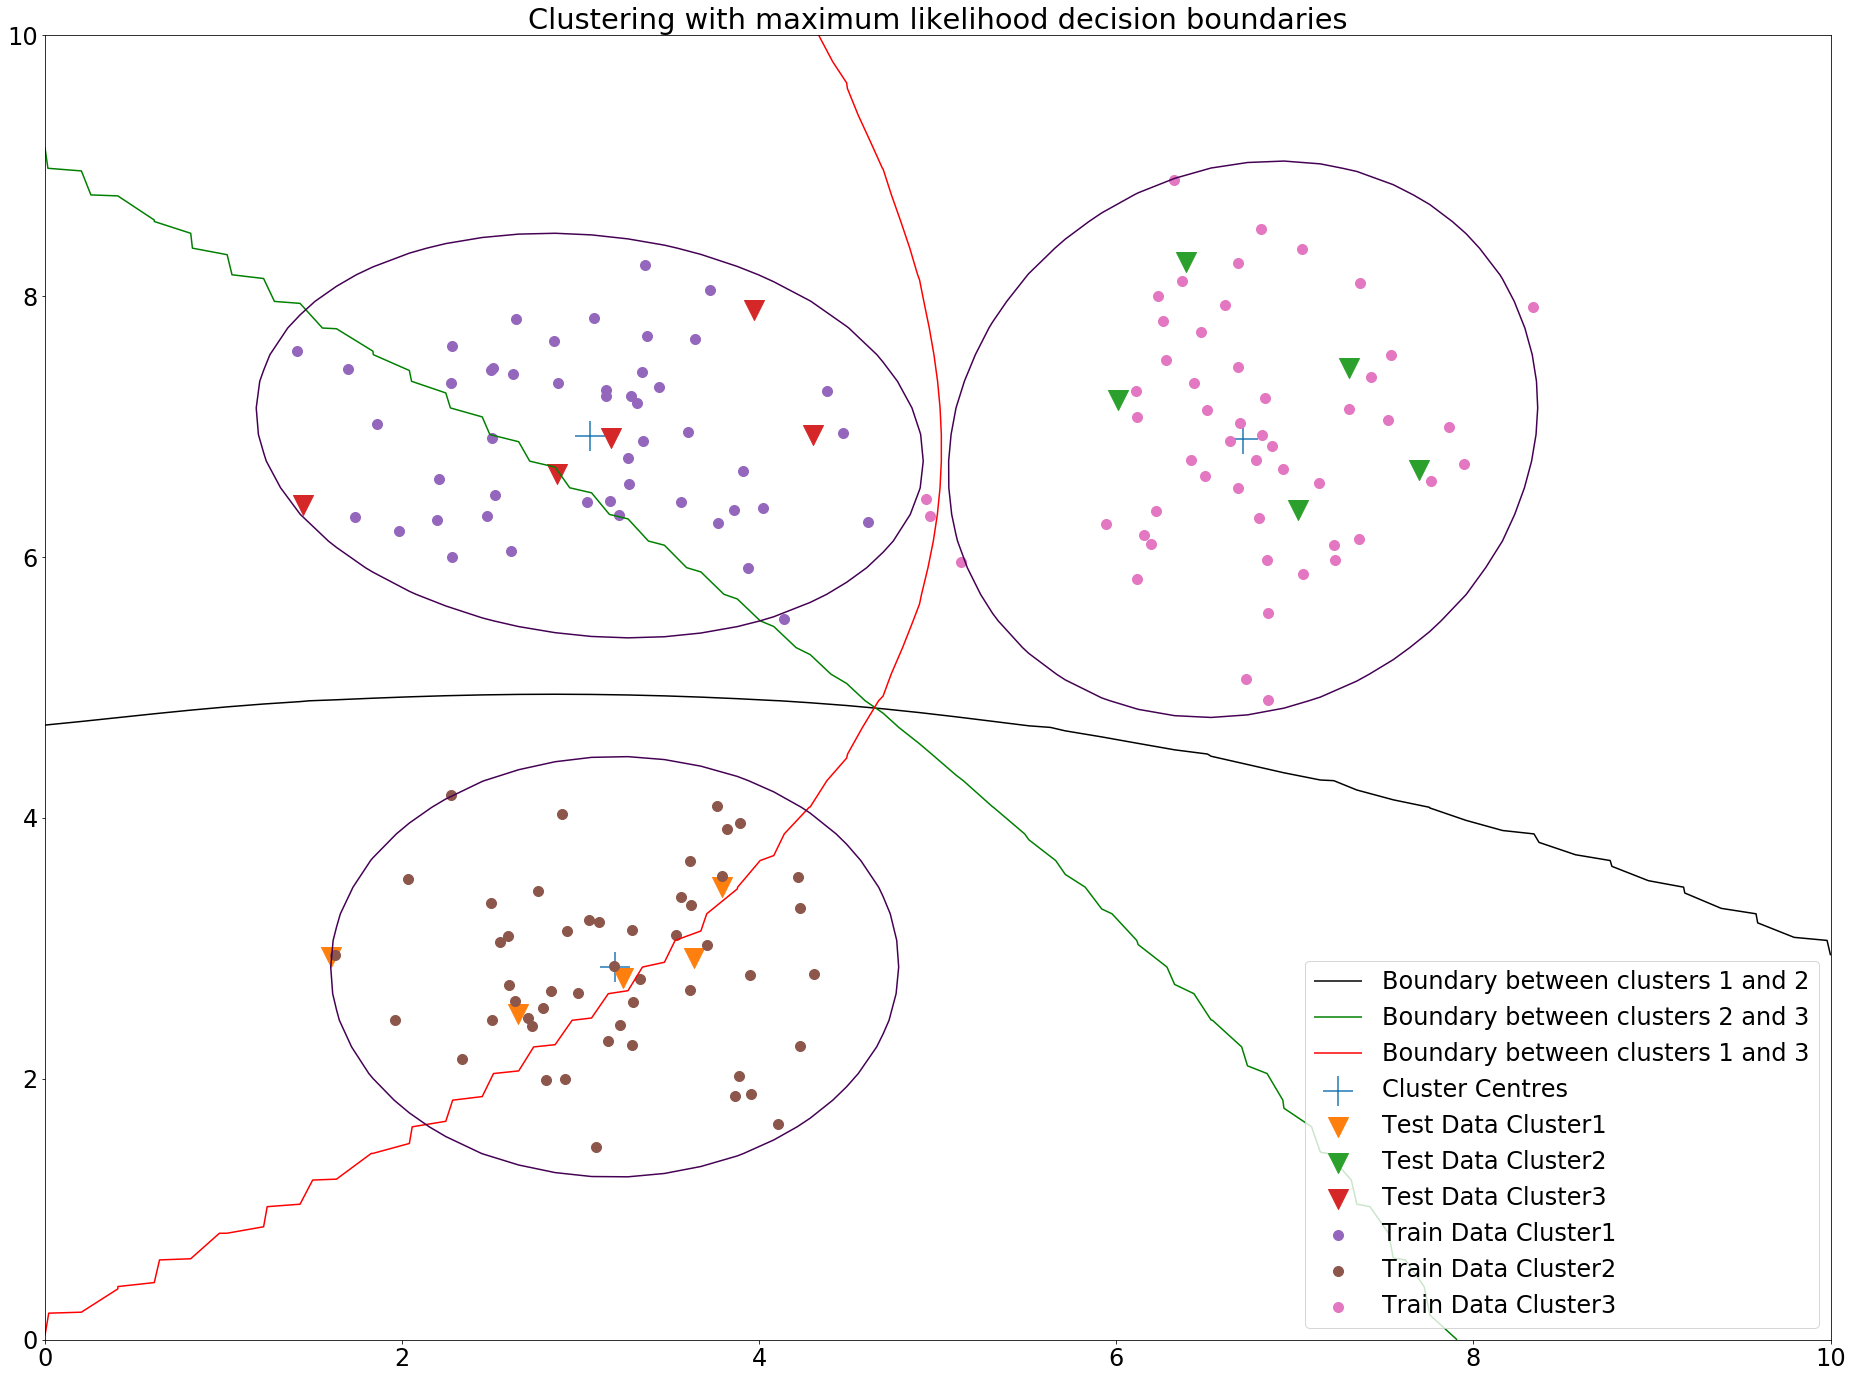 Clustering with maximum likelihood decision boundaries
10
8
6
4
2
0
0 2 4 6 8 10
Boundary between clusters 1 and 2
Boundary between clusters 2 and 3
Boundary between clusters 1 and 3
Cluster Centres
Test Data Cluster1
Test Data Cluster2
Test Data Cluster3
Train Data Cluster1
Train Data Cluster2
Train Data Cluster3